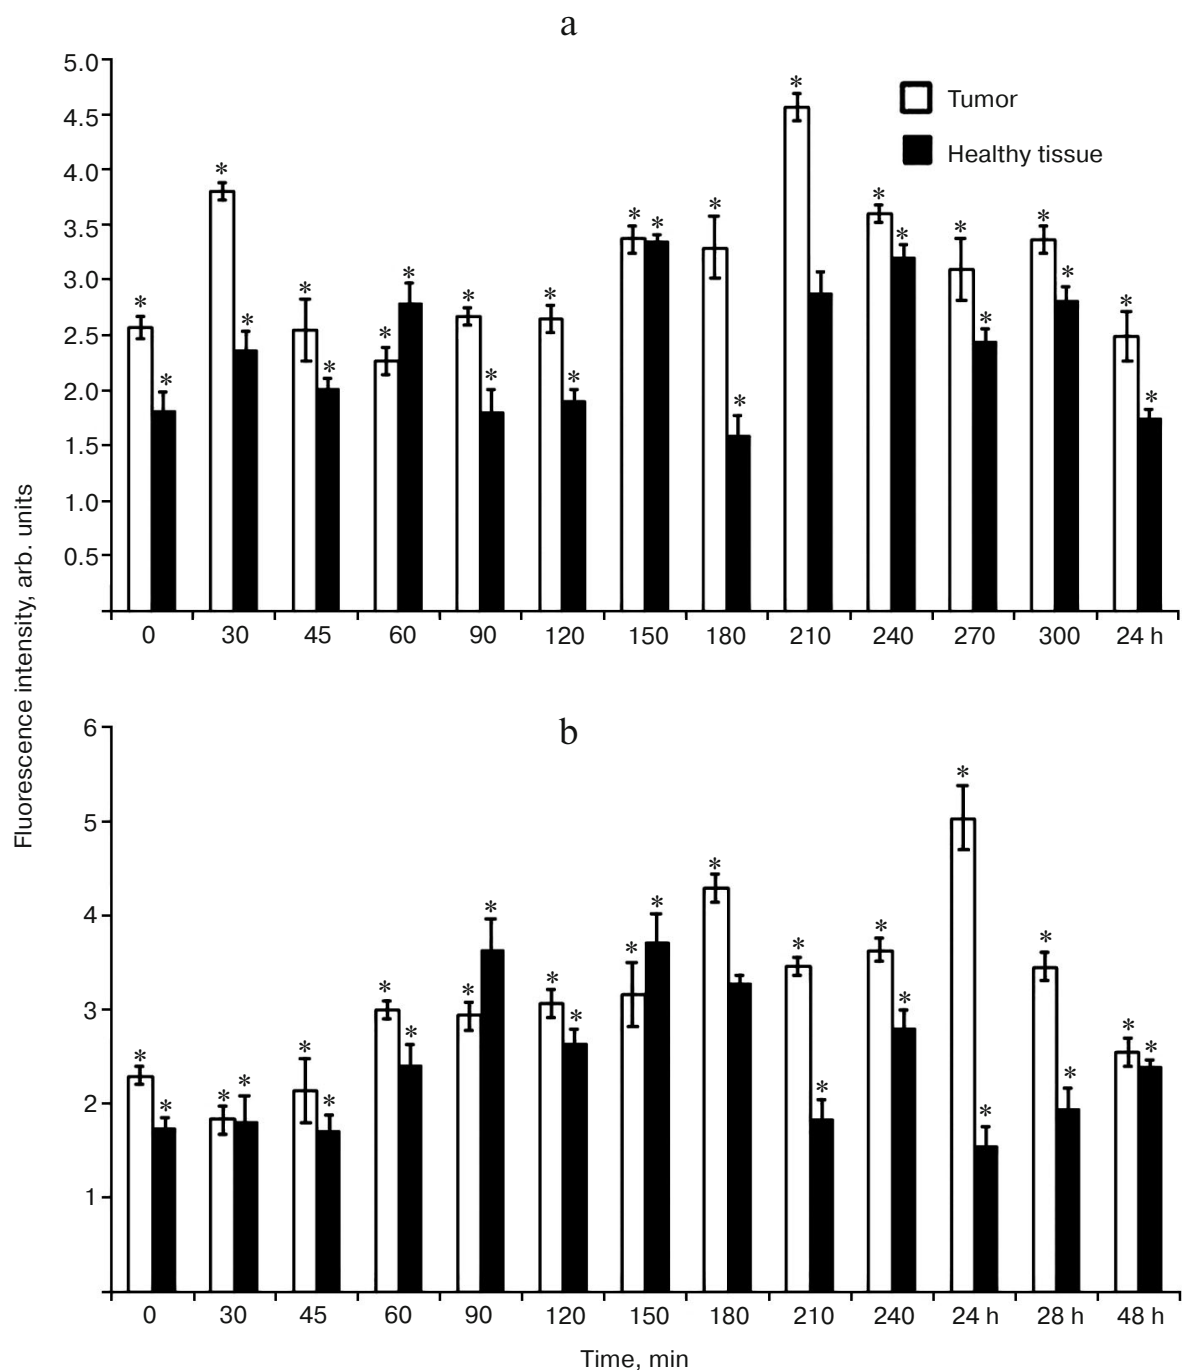 a
5.0
4.5
4.0
3.5
3.0
2.5
2.0
1.5
1.0
0.5
Tumor
Healthy tissue
* * * * * * * * * * * * * * * * * * * * * * * * *
0 30 45 60 90 120 150 180 210 240 270 300 24 h
Fluorescence intensity, arb. units
b
6
5
4
3
2
1
* * * * * * * * * * * * * * * * * * * * * * * * *
0 30 45 60 90 120 150 180 210 240 24 h 28 h 48 h
Time, min